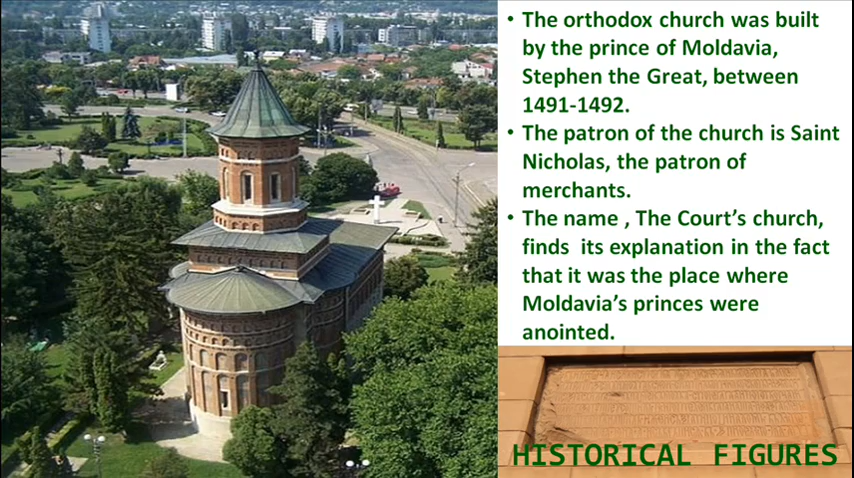 • The orthodox church was built
by the prince of Moldavia,
Stephen the Great, between
1491-1492.
• The patron of the church is Saint
Nicholas, the patron of
merchants.
• The name , The Court's church,
finds  its explanation in the fact
that it was the place where
Moldavia's princes were
anointed.
HISTORICAL FIGURES